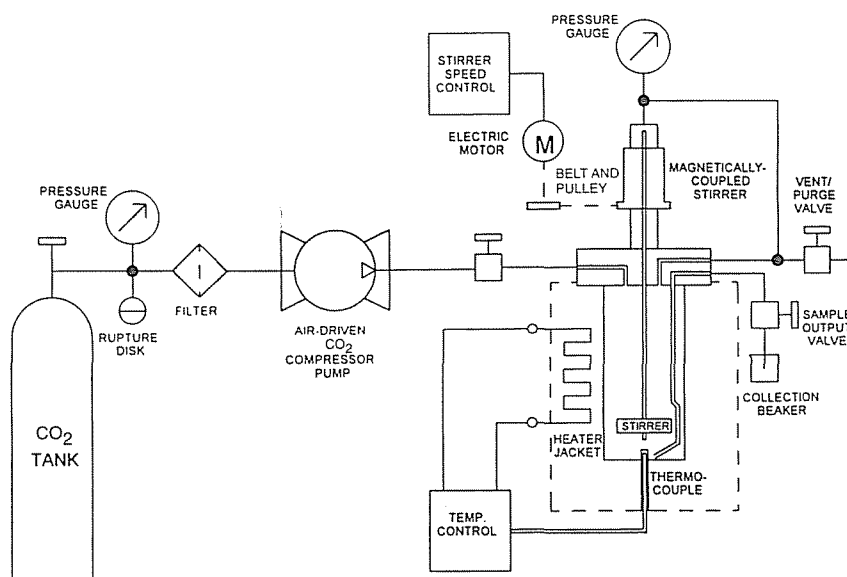 PRESSURE
GAUGE
STIRRER
SPEED
CONTROL
ELECTRIC
MOTOR
M
BELT AND
PULLEY
MAGNETICALLY-
COUPLED
STIRRER
VENT/
PURGE
VALVE
PRESSURE
GAUGE
FILTER
RUPTURE
DISK
AIR-DRIVEN
CO2
COMPRESSOR
PUMP
SAMPLE
OUTPUT
VALVE
COLLECTION
BEAKER
STIRRER
HEATER
JACKET
THERMO-
COUPLE
CO2
TANK
TEMP.
CONTROL